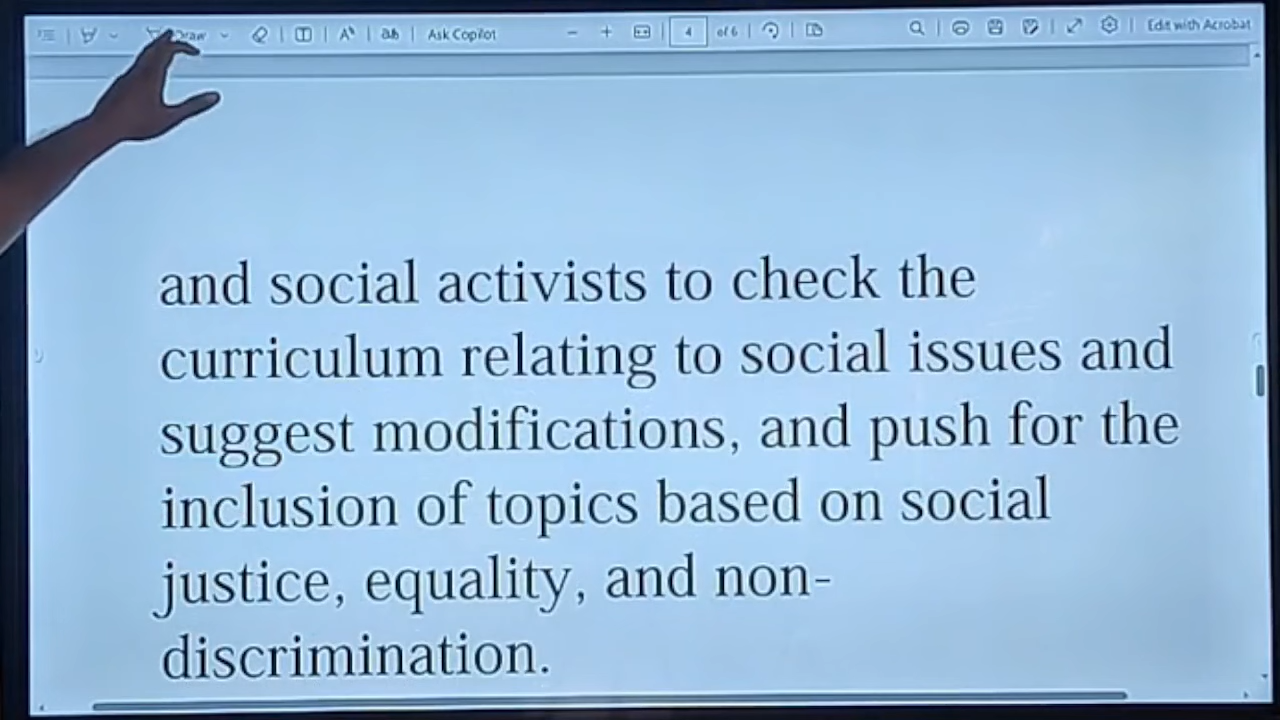 Draw Ask Copilot 4 of 6 Edit with Acrobat
and social activists to check the
curriculum relating to social issues and
suggest modifications, and push for the
inclusion of topics based on social
justice, equality, and non-
discrimination.